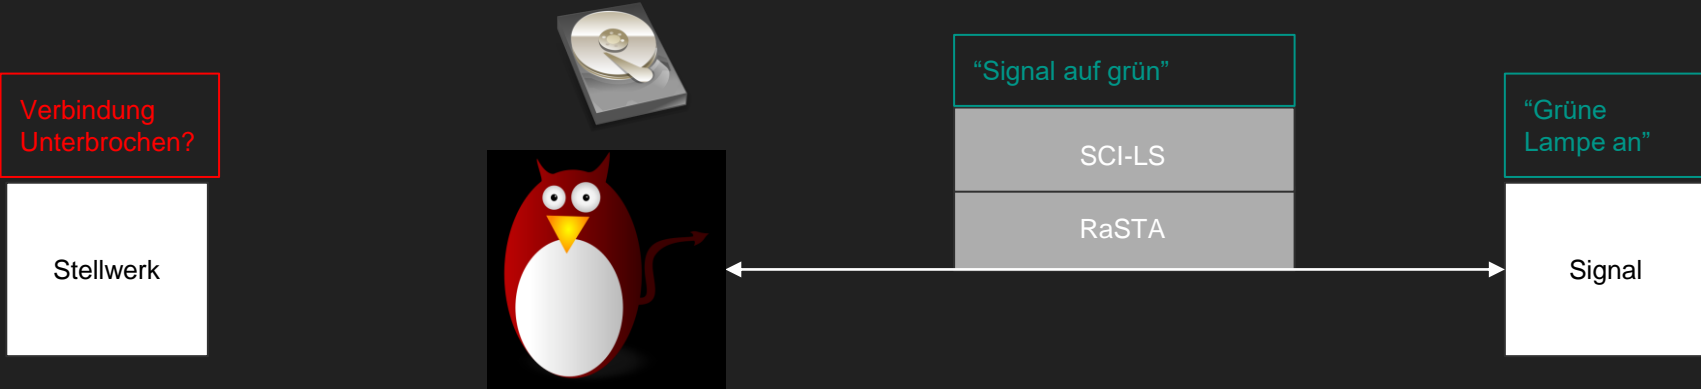 Verbindung
Unterbrochen?
Stellwerk
“Signal auf grün”
SCI-LS
RaSTA
“Grüne
Lampe an”
Signal